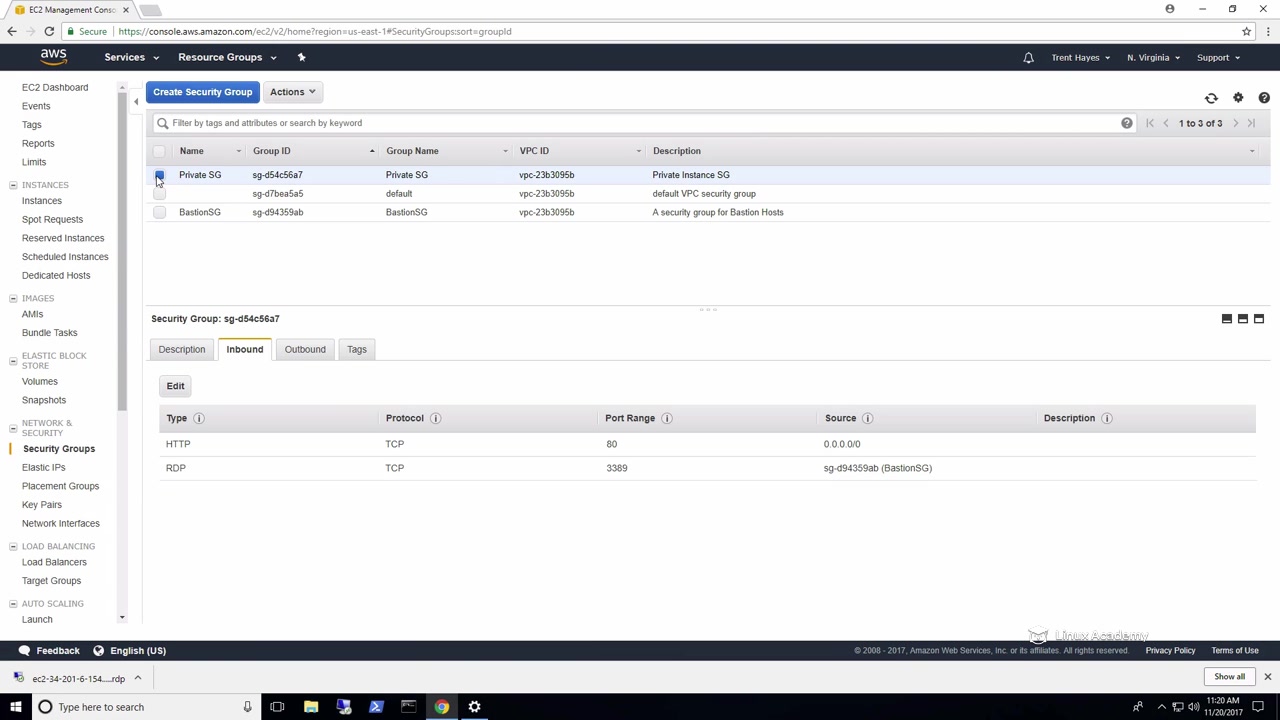 EC2 Management Conso
Secure https://console.aws.amazon.com/ec2/v2/home?region=us-east-1#SecurityGroups:sort=groupId
aws Services Resource Groups Trent Hayes N. Virginia Support
EC2 Dashboard
Events
Tags
Reports
Limits
INSTANCES
Instances
Spot Requests
Reserved Instances
Scheduled Instances
Dedicated Hosts
IMAGES
AMIs
Bundle Tasks
ELASTIC BLOCK
STORE
Volumes
Snapshots
NETWORK &
SECURITY
Security Groups
Elastic IPs
Placement Groups
Key Pairs
Network Interfaces
LOAD BALANCING
Load Balancers
Target Groups
AUTO SCALING
Launch
Create Security Group Actions
Filter by tags and attributes or search by keyword 1 to 3 of 3
Name Group ID Group Name VPC ID Description
Private SG sg-d54c56a7 Private SG vpc-23b3095b Private Instance SG
sg-d7bea5a5 default vpc-23b3095b default VPC security group
BastionSG sg-d94359ab BastionSG vpc-23b3095b A security group for Bastion Hosts
Security Group: sg-d54c56a7
Description Inbound Outbound Tags
Edit
Type Protocol Port Range Source Description
HTTP TCP 80 0.0.0.0/0
RDP TCP 3389 sg-d94359ab (BastionSG)
Linux Academy
Feedback English (US) © 2008 - 2017, Amazon Web Services, Inc. or its affiliates. All rights reserved. Privacy Policy Terms of Use
ec2-34-201-6-154.....rdp Show all
Type here to search 11:20 AM
11/20/2017